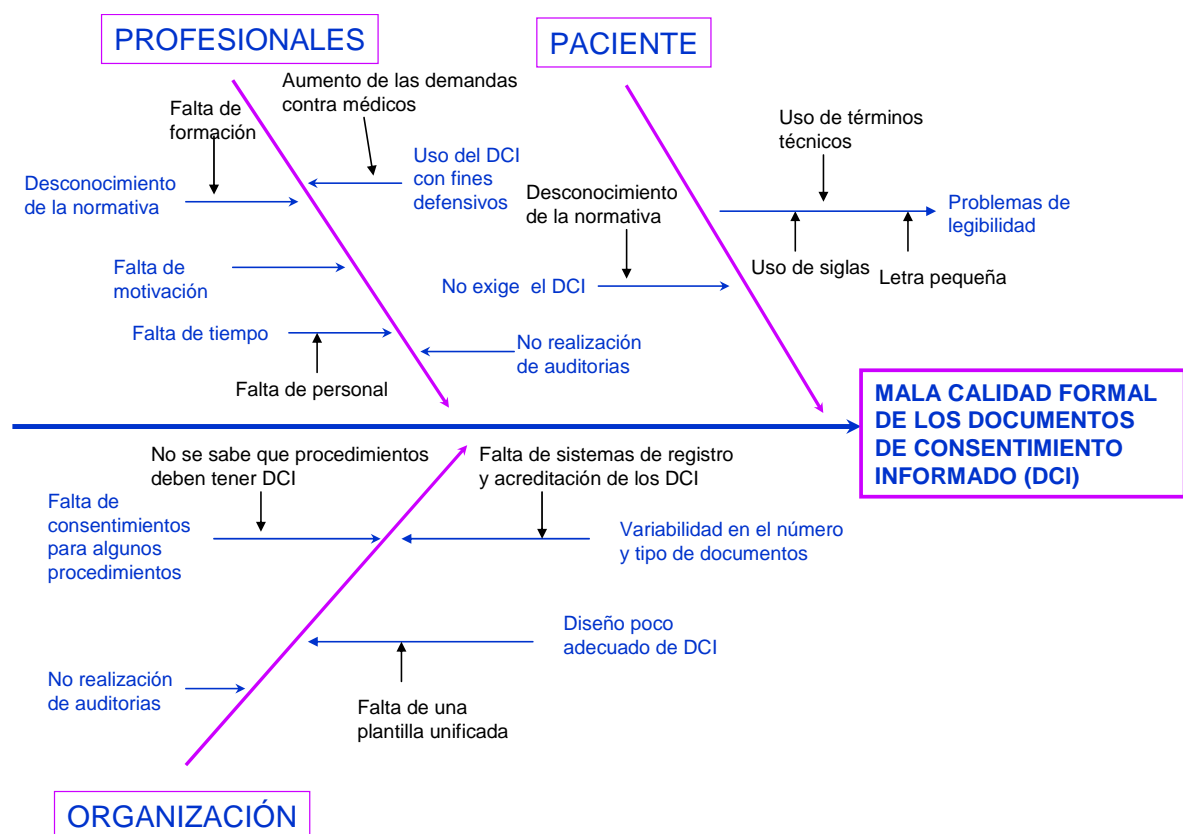 PROFESIONALES
PACIENTE
Aumento de las demandas
contra médicos
Falta de
formación
Uso del DCI
con fines
defensivos
Desconocimiento
de la normativa
Falta de
motivación
Falta de tiempo
Falta de personal
No realización
de auditorias
Uso de términos
técnicos
Desconocimiento
de la normativa
Problemas de
legibilidad
Uso de siglas
Letra pequeña
No exige el DCI
MALA CALIDAD FORMAL
DE LOS DOCUMENTOS
DE CONSENTIMIENTO
INFORMADO (DCI)
No se sabe que procedimientos
deben tener DCI
Falta de sistemas de registro
y acreditación de los DCI
Falta de
consentimientos
para algunos
procedimientos
Variabilidad en el número
y tipo de documentos
Diseño poco
adecuado de DCI
No realización
de auditorias
Falta de una
plantilla unificada
ORGANIZACIÓN